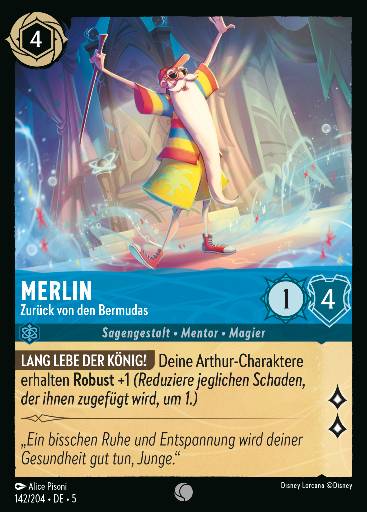 4
MERLIN
Zurück von den Bermudas
1
4
Sagengestalt • Mentor • Magier
LANG LEBE DER KÖNIG! Deine Arthur-Charaktere
erhalten Robust +1 (Reduziere jeglichen Schaden,
der ihnen zugefügt wird, um 1.)
„Ein bisschen Ruhe und Entspannung wird deiner
Gesundheit gut tun, Junge.“
Alice Pisoni
Disney Lorcana ©Disney
142/204 • DE • 5